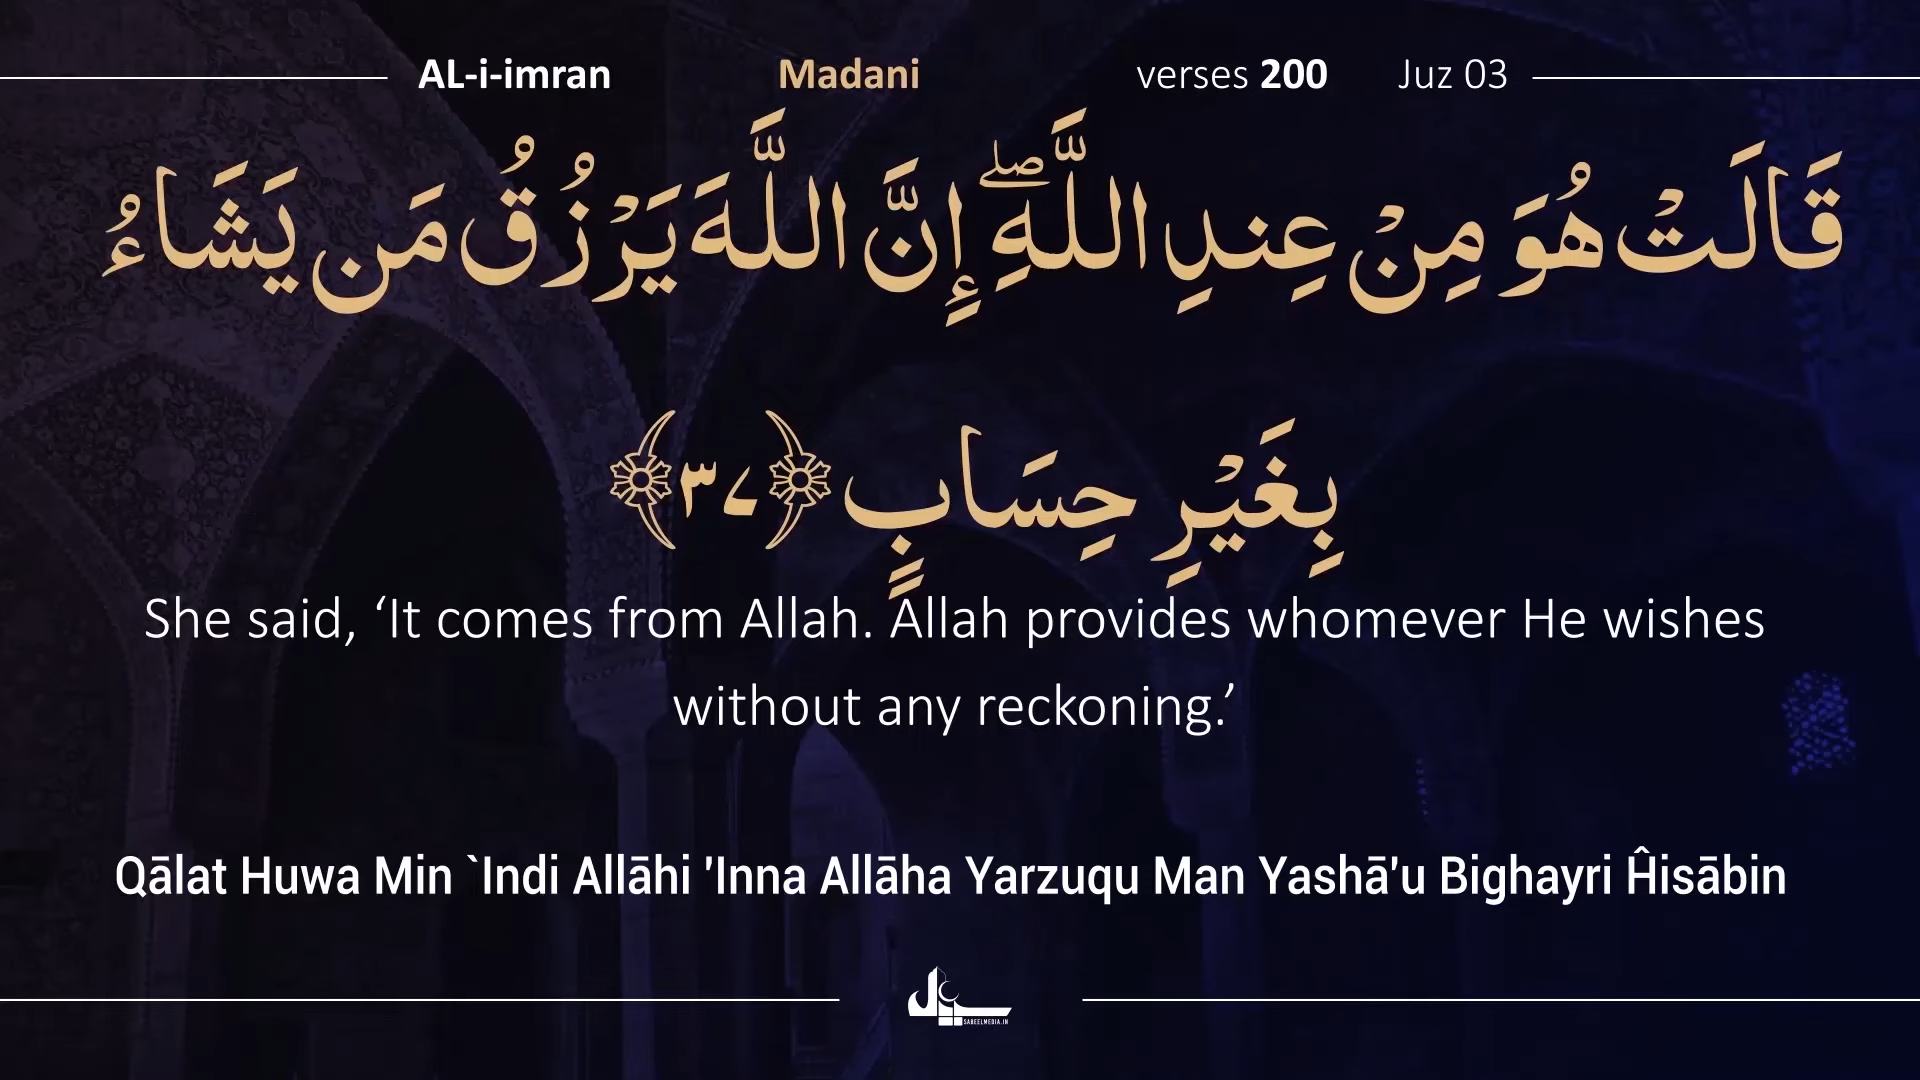 AL-i-imran Madani verses 200 Juz 03
قَالَتْ هُوَ مِنْ عِندِ اللَّهِ ۖ إِنَّ اللَّهَ يَرْزُقُ مَن يَشَاءُ
بِغَيْرِ حِسَابٍ ﴿٣٧﴾
She said, ‘It comes from Allah. Allah provides whomever He wishes
without any reckoning.’
Qālat Huwa Min `Indi Allāhi 'Inna Allāha Yarzuqu Man Yashā'u Bighayri Ĥisābin
SABEELMEDIA.IN